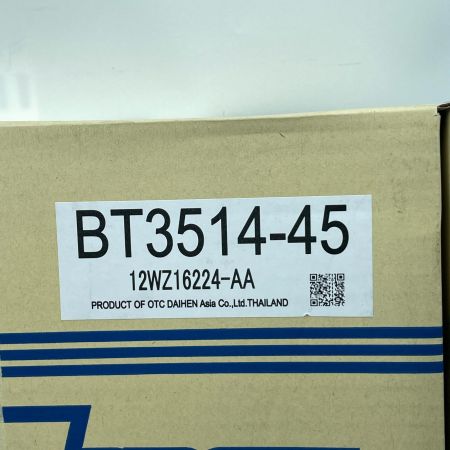 BT3514-45
12WZ16224-AA
PRODUCT OF OTC DAIHEN Asia Co.,Ltd.THAILAND